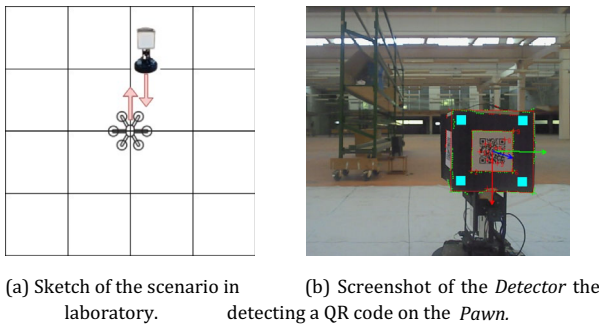 (a) Sketch of the scenario in
laboratory.
(b) Screenshot of the Detector the
detecting a QR code on the Pawn.